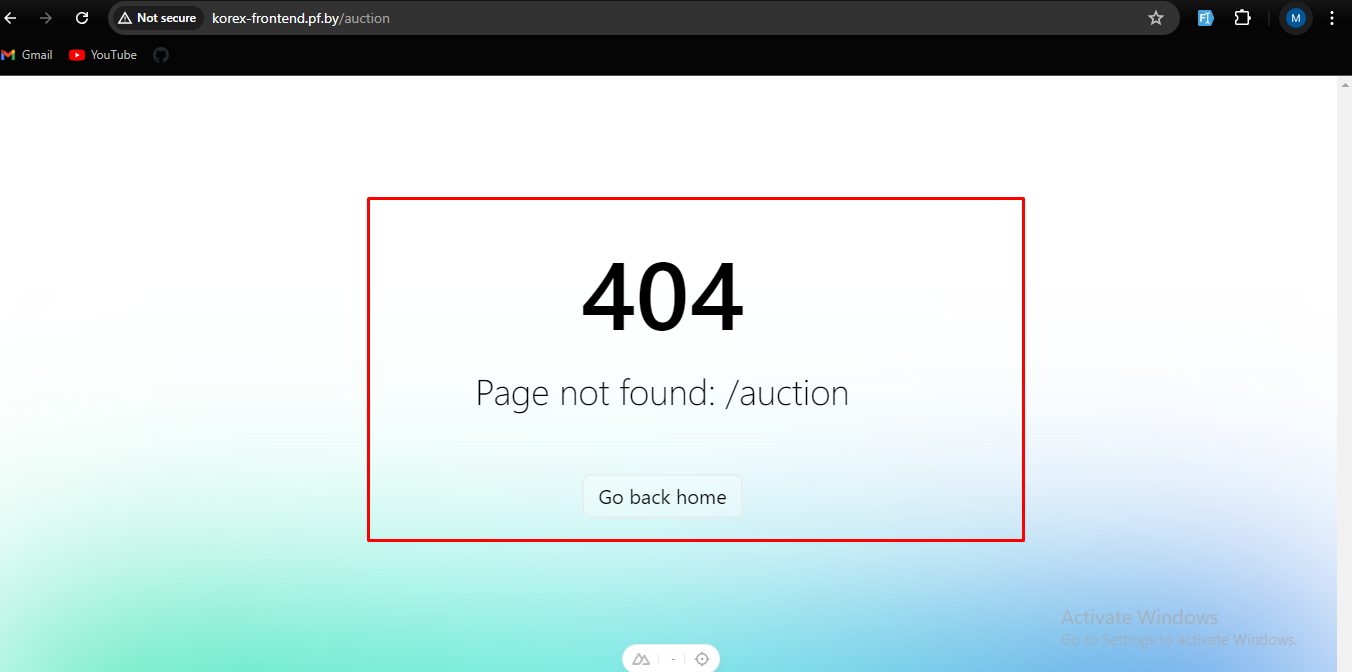 Not secure korex-frontend.pf.by/auction M
Gmail YouTube
404
Page not found: /auction
Go back home
Activate Windows
Go to Settings to activate Windows.
-